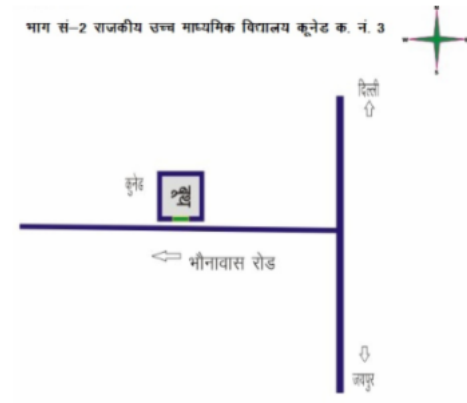 भाग सं-2 राजकीय उच्च माध्यमिक विद्यालय कूनेड क. नं. 3
दिल्ली
कुनेड
बूथ
भौनावास रोड
जयपुर